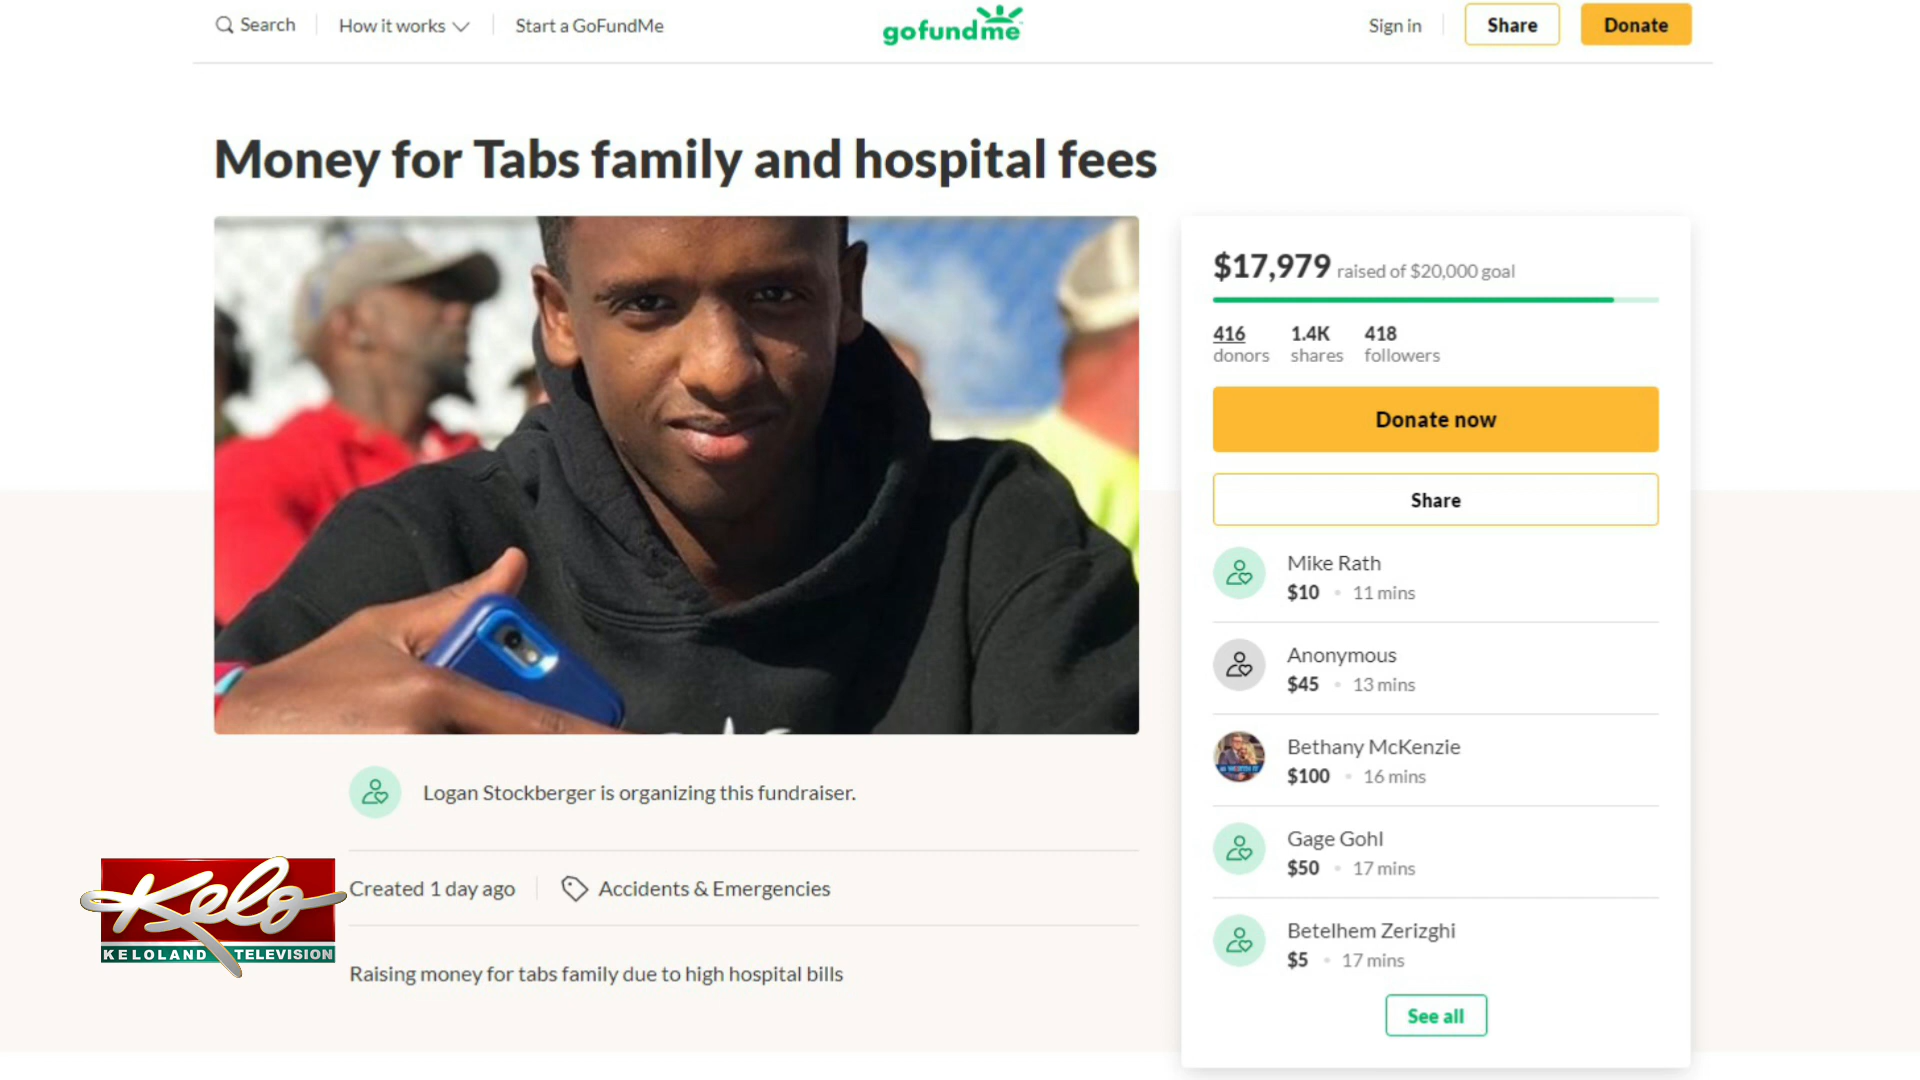 Search
How it works
Start a GoFundMe
gofundme
Sign in
Share
Donate
Money for Tabs family and hospital fees
$17,979 raised of $20,000 goal
416 donors
1.4K shares
418 followers
Donate now
Share
Mike Rath
$10 • 11 mins
Anonymous
$45 • 13 mins
Bethany McKenzie
$100 • 16 mins
Gage Gohl
$50 • 17 mins
Betelhem Zerizghi
$5 • 17 mins
See all
Logan Stockberger is organizing this fundraiser.
Created 1 day ago
Accidents & Emergencies
Raising money for tabs family due to high hospital bills
Kelo
KELOLAND TELEVISION